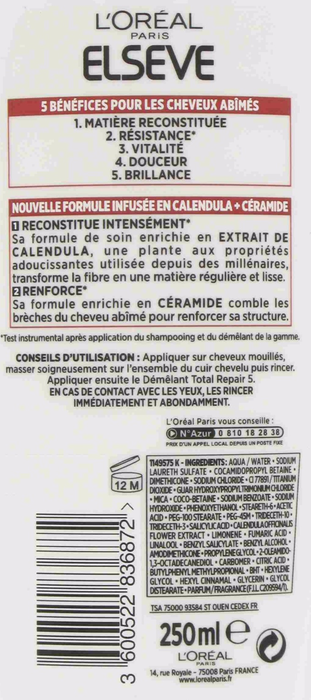 L'ORÉAL
PARIS
ELSEVE
5 BÉNÉFICES POUR LES CHEVEUX ABÎMÉS
1. MATIÈRE RECONSTITUÉE
2. RÉSISTANCE*
3. VITALITÉ
4. DOUCEUR
5. BRILLANCE
NOUVELLE FORMULE INFUSÉE EN CALENDULA + CÉRAMIDE
1 RECONSTITUE INTENSÉMENT*
Sa formule de soin enrichie en EXTRAIT DE
CALENDULA, une plante aux propriétés
adoucissantes utilisée depuis des millénaires,
transforme la fibre en une matière régulière et lisse.
2 RENFORCE*
Sa formule enrichie en CÉRAMIDE comble les
brèches du cheveu abîmé pour renforcer sa structure.
*Test instrumental après application du shampooing et du démêlant de la gamme.
CONSEILS D'UTILISATION : Appliquer sur cheveux mouillés,
masser soigneusement sur l'ensemble du cuir chevelu puis rincer.
Appliquer ensuite le Démêlant Total Repair 5.
EN CAS DE CONTACT AVEC LES YEUX, LES RINCER
IMMÉDIATEMENT ET ABONDAMMENT.
L'Oréal Paris vous conseille :
N°Azur 0 810 18 28 38
PRIX D'UN APPEL LOCAL DEPUIS UN POSTE FIXE
12 M
1149575 K - INGREDIENTS: AQUA / WATER • SODIUM
LAURETH SULFATE • COCAMIDOPROPYL BETAINE •
DIMETHICONE • SODIUM CHLORIDE • CI 77891 / TITANIUM
DIOXIDE • GUAR HYDROXYPROPYLTRIMONIUM CHLORIDE
• MICA • COCO-BETAINE • SODIUM BENZOATE • SODIUM
HYDROXIDE • PHENOXYETHANOL • STEARETH-6 • ACETIC
ACID • PEG-100 STEARATE • PEG-45M • TRIDECETH-10 •
TRIDECETH-3 • SALICYLIC ACID • CALENDULA OFFICINALIS
FLOWER EXTRACT • LIMONENE • FUMARIC ACID •
LINALOOL • BENZYL SALICYLATE • BENZYL ALCOHOL •
AMODIMETHICONE • PROPYLENE GLYCOL • 2-OLEAMIDO-
1,3-OCTADECANEDIOL • CARBOMER • CITRIC ACID •
BUTYLPHENYL METHYLPROPIONAL • BHT • HEXYLENE
GLYCOL • HEXYL CINNAMAL • GLYCERIN • GLYCOL
DISTEARATE • PARFUM / FRAGRANCE (F.I.L. C209594/1).
TSA 75000 93584 ST OUEN CEDEX FR
3 600522 836872 >
250 ml e
L'ORÉAL
PARIS
14, rue Royale - 75008 Paris FRANCE
www.lorealparis.fr